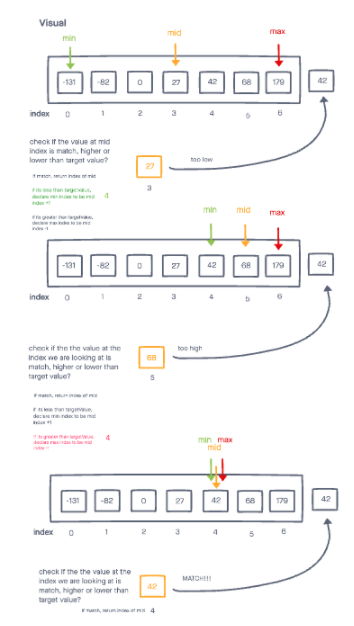 Visual
min mid max
-131 -82 0 27 42 68 179 42
index 0 1 2 3 4 5 6
check if the value at mid
index is match, higher or
lower than target value?
27 too low
3
if match, return index of mid
if its less than targetValue,
declare min index to be mid
index +1
4
if its greater than targetValue,
declare max index to be mid
index -1
min mid max
-131 -82 0 27 42 68 179 42
index 0 1 2 3 4 5 6
check if the the value at the
index we are looking at is
match, higher or lower than
target value?
68 too high
5
if match, return index of mid
if its less than targetValue,
declare min index to be mid
index +1
if its greater than targetValue
declare max index to be mid
index -1
4
min max
mid
-131 -82 0 27 42 68 179 42
index 0 1 2 3 4 5 6
check if the the value at the
index we are looking at is
match, higher or lower than
target value?
42 MATCH!!!!
if match, return index of mid 4